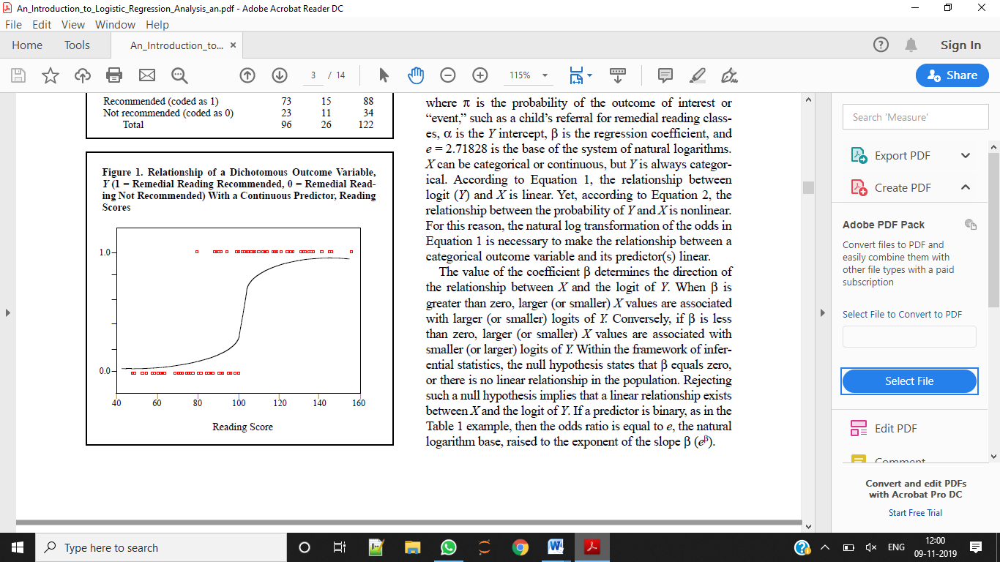 An_Introduction_to_Logistic_Regression_Analysis_an.pdf - Adobe Acrobat Reader DC
File Edit View Window Help
Home Tools An_Introduction_to... × Sign In
3 / 14 115% Share
Recommended (coded as 1) 73 15 88
Not recommended (coded as 0) 23 11 34
Total 96 26 122
Figure 1. Relationship of a Dichotomous Outcome Variable,
Y (1 = Remedial Reading Recommended, 0 = Remedial Read-
ing Not Recommended) With a Continuous Predictor, Reading
Scores
1.0
0.0
40 60 80 100 120 140 160
Reading Score
where π is the probability of the outcome of interest or
“event,” such as a child’s referral for remedial reading class-
es, α is the Y intercept, β is the regression coefficient, and
e = 2.71828 is the base of the system of natural logarithms.
X can be categorical or continuous, but Y is always categor-
ical. According to Equation 1, the relationship between
logit (Y) and X is linear. Yet, according to Equation 2, the
relationship between the probability of Y and X is nonlinear.
For this reason, the natural log transformation of the odds in
Equation 1 is necessary to make the relationship between a
categorical outcome variable and its predictor(s) linear.
The value of the coefficient β determines the direction of
the relationship between X and the logit of Y. When β is
greater than zero, larger (or smaller) X values are associated
with larger (or smaller) logits of Y. Conversely, if β is less
than zero, larger (or smaller) X values are associated with
smaller (or larger) logits of Y. Within the framework of infer-
ential statistics, the null hypothesis states that β equals zero,
or there is no linear relationship in the population. Rejecting
such a null hypothesis implies that a linear relationship exists
between X and the logit of Y. If a predictor is binary, as in the
Table 1 example, then the odds ratio is equal to e, the natural
logarithm base, raised to the exponent of the slope β (eᵝ).
Search 'Measure'
Export PDF
Create PDF
Adobe PDF Pack
Convert files to PDF and
easily combine them with
other file types with a paid
subscription
Select File to Convert to PDF
Select File
Edit PDF
Comment
Convert and edit PDFs
with Acrobat Pro DC
Start Free Trial
Type here to search
ENG
12:00
09-11-2019